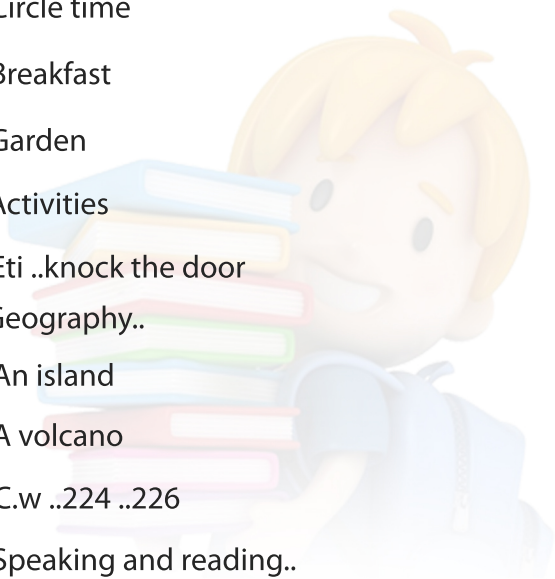 Circle time
Breakfast
Garden
Activities
Eti ..knock the door
Geography..
An island
A volcano
C.w ..224 ..226
Speaking and reading..